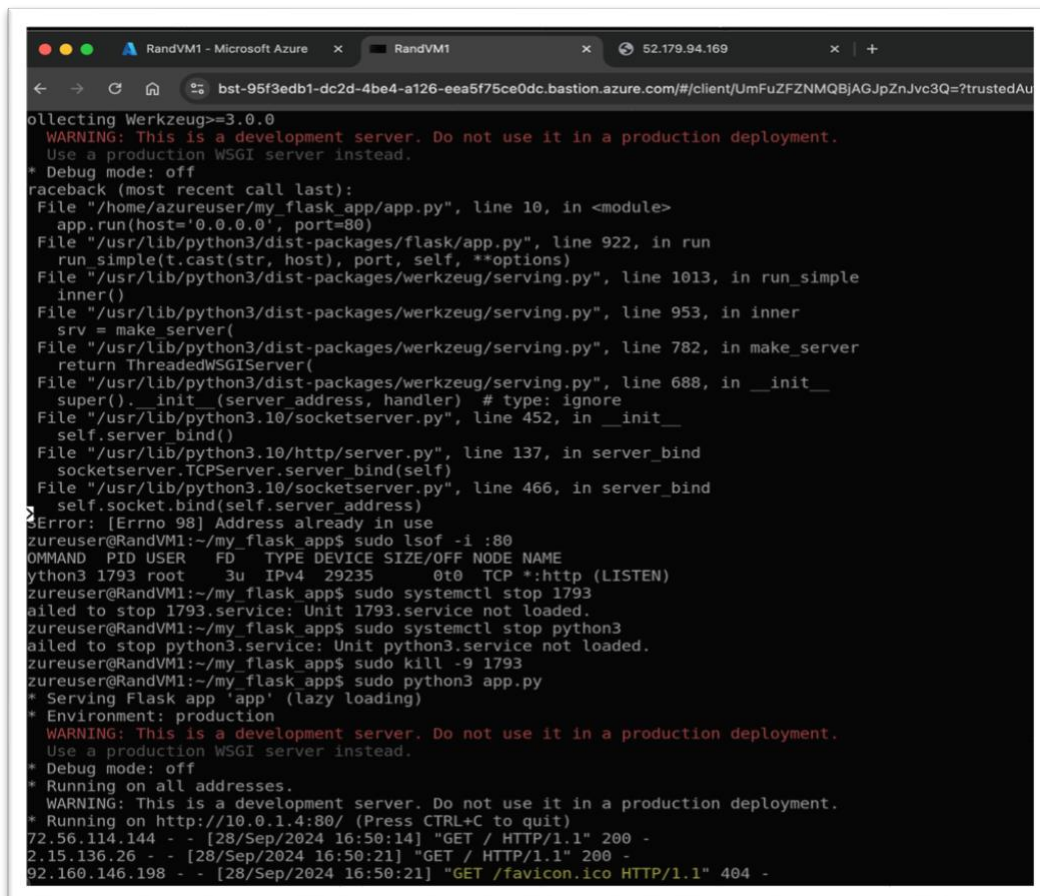 RandVM1 - Microsoft Azure
RandVM1
52.179.94.169
bst-95f3edb1-dc2d-4be4-a126-eea5f75ce0dc.bastion.azure.com/#/client/UmFuZFZNMQBjAGJpZnJvc3Q=?trustedAu
ollecting Werkzeug>=3.0.0
WARNING: This is a development server. Do not use it in a production deployment.
Use a production WSGI server instead.
* Debug mode: off
raceback (most recent call last):
File "/home/azureuser/my_flask_app/app.py", line 10, in <module>
app.run(host='0.0.0.0', port=80)
File "/usr/lib/python3/dist-packages/flask/app.py", line 922, in run
run_simple(t.cast(str, host), port, self, **options)
File "/usr/lib/python3/dist-packages/werkzeug/serving.py", line 1013, in run_simple
inner()
File "/usr/lib/python3/dist-packages/werkzeug/serving.py", line 953, in inner
srv = make_server(
File "/usr/lib/python3/dist-packages/werkzeug/serving.py", line 782, in make_server
return ThreadedWSGIServer(
File "/usr/lib/python3/dist-packages/werkzeug/serving.py", line 688, in __init__
super().__init__(server_address, handler)  # type: ignore
File "/usr/lib/python3.10/socketserver.py", line 452, in __init__
self.server_bind()
File "/usr/lib/python3.10/http/server.py", line 137, in server_bind
socketserver.TCPServer.server_bind(self)
File "/usr/lib/python3.10/socketserver.py", line 466, in server_bind
self.socket.bind(self.server_address)
SError: [Errno 98] Address already in use
zureuser@RandVM1:~/my_flask_app$ sudo lsof -i :80
OMMAND  PID USER   FD   TYPE DEVICE SIZE/OFF NODE NAME
ython3 1793 root    3u  IPv4  29235      0t0  TCP *:http (LISTEN)
zureuser@RandVM1:~/my_flask_app$ sudo systemctl stop 1793
ailed to stop 1793.service: Unit 1793.service not loaded.
zureuser@RandVM1:~/my_flask_app$ sudo systemctl stop python3
ailed to stop python3.service: Unit python3.service not loaded.
zureuser@RandVM1:~/my_flask_app$ sudo kill -9 1793
zureuser@RandVM1:~/my_flask_app$ sudo python3 app.py
* Serving Flask app 'app' (lazy loading)
* Environment: production
WARNING: This is a development server. Do not use it in a production deployment.
Use a production WSGI server instead.
* Debug mode: off
* Running on all addresses.
WARNING: This is a development server. Do not use it in a production deployment.
* Running on http://10.0.1.4:80/ (Press CTRL+C to quit)
72.56.114.144 - - [28/Sep/2024 16:50:14] "GET / HTTP/1.1" 200 -
2.15.136.26 - - [28/Sep/2024 16:50:21] "GET / HTTP/1.1" 200 -
92.160.146.198 - - [28/Sep/2024 16:50:21] "GET /favicon.ico HTTP/1.1" 404 -